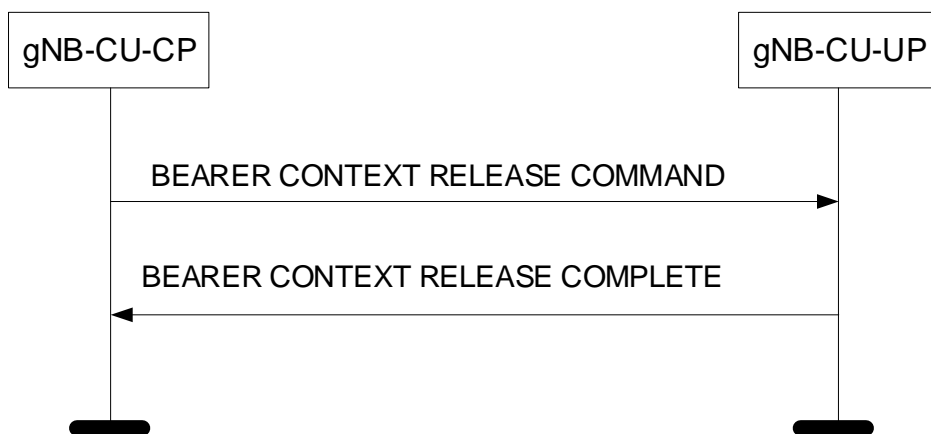 gNB-CU-CP
gNB-CU-UP
BEARER CONTEXT RELEASE COMMAND
BEARER CONTEXT RELEASE COMPLETE